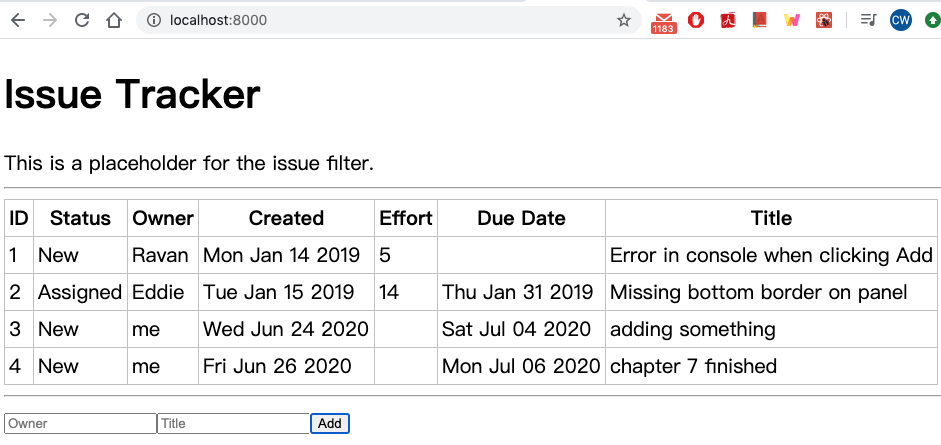 localhost:8000
1183
CW
Issue Tracker
This is a placeholder for the issue filter.
ID Status Owner Created Effort Due Date Title
1 New Ravan Mon Jan 14 2019 5 Error in console when clicking Add
2 Assigned Eddie Tue Jan 15 2019 14 Thu Jan 31 2019 Missing bottom border on panel
3 New me Wed Jun 24 2020 Sat Jul 04 2020 adding something
4 New me Fri Jun 26 2020 Mon Jul 06 2020 chapter 7 finished
Owner Title Add